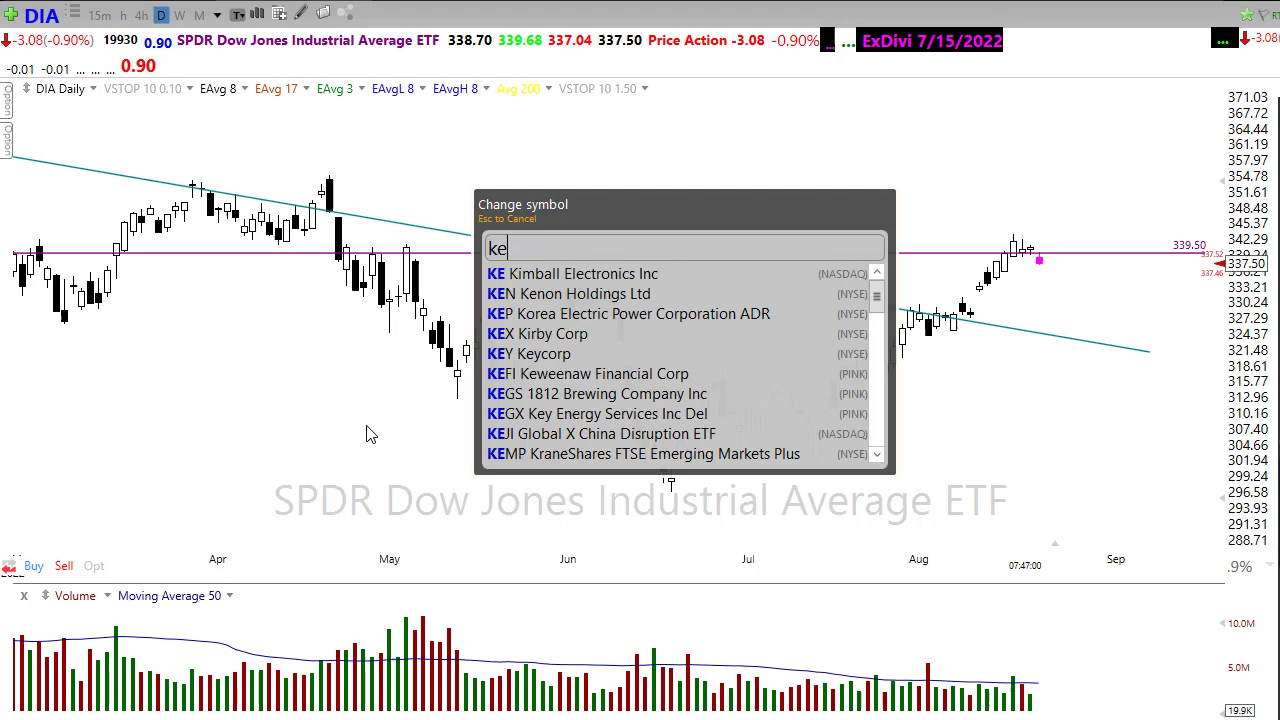 DIA 15m h 4h D W M T
-3.08(-0.90%) 19930 0.90 SPDR Dow Jones Industrial Average ETF 338.70 339.68 337.04 337.50 Price Action -3.08 -0.90% ... ... ExDivi 7/15/2022 ... -3.08
-0.01 -0.01 ... ... ... 0.90
DIA Daily VSTOP 10 0.10 EAvg 8 EAvg 17 EAvg 3 EAvgL 8 EAvgH 8 Avg 200 VSTOP 10 1.50
Option
Option
Change symbol
Esc to Cancel
ke
KE Kimball Electronics Inc (NASDAQ)
KEN Kenon Holdings Ltd (NYSE)
KEP Korea Electric Power Corporation ADR (NYSE)
KEX Kirby Corp (NYSE)
KEY Keycorp (NYSE)
KEFI Keweenaw Financial Corp (PINK)
KEGS 1812 Brewing Company Inc (PINK)
KEGX Key Energy Services Inc Del (PINK)
KEJI Global X China Disruption ETF (NASDAQ)
KEMP KraneShares FTSE Emerging Markets Plus (NYSE)
371.03
367.72
364.44
361.19
357.97
354.78
351.61
348.48
345.37
342.29
339.50
337.52
337.50
337.46
333.21
330.24
327.29
324.37
321.48
318.61
315.77
312.96
310.16
307.40
304.66
301.94
299.24
296.58
293.93
291.31
288.71
SPDR Dow Jones Industrial Average ETF
Apr May Jun Jul Aug Sep
07:47:00
Buy Sell Opt
.9%
x Volume Moving Average 50
10.0M
5.0M
19.9K